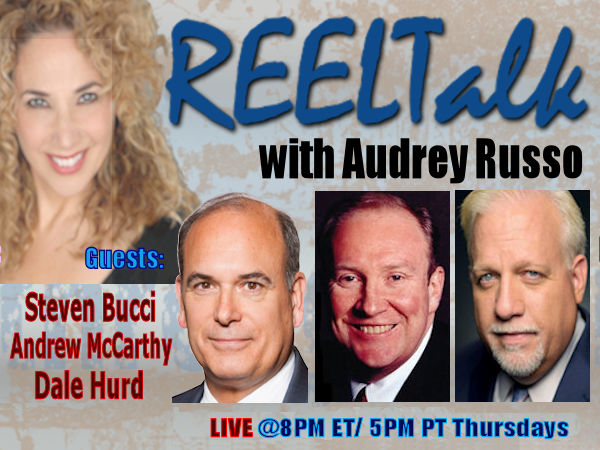 REELTalk
with Audrey Russo
Guests:
Steven Bucci
Andrew McCarthy
Dale Hurd
LIVE @8PM ET/ 5PM PT Thursdays